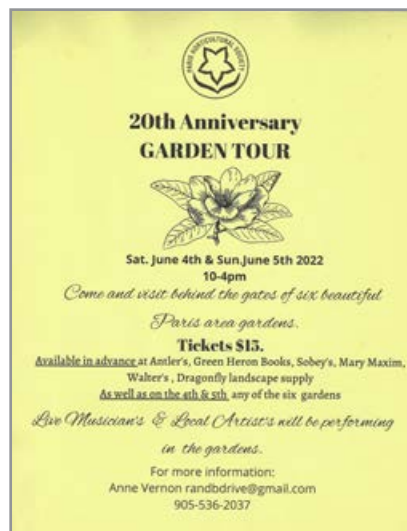 PARIS HORTICULTURAL SOCIETY
20th Anniversary
GARDEN TOUR
Sat. June 4th & Sun.June 5th 2022
10-4pm
Come and visit behind the gates of six beautiful
Paris area gardens.
Tickets $15.
Available in advance at Antler's, Green Heron Books, Sobey's, Mary Maxim,
Walter's , Dragonfly landscape supply
As well as on the 4th & 5th any of the six gardens
Live Musician's & Local Artist's will be performing
in the gardens.
For more information:
Anne Vernon randbdrive@gmail.com
905-536-2037